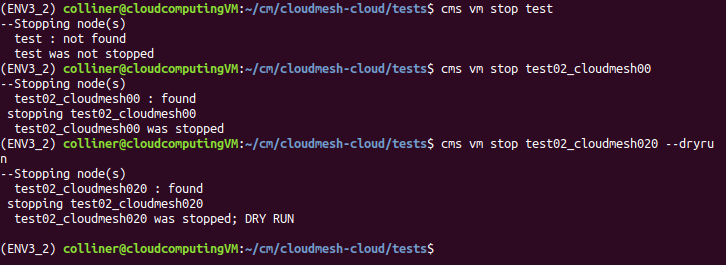 (ENV3_2) colliner@cloudcomputingVM:~/cm/cloudmesh-cloud/tests$ cms vm stop test
--Stopping node(s)
  test : not found
  test was not stopped
(ENV3_2) colliner@cloudcomputingVM:~/cm/cloudmesh-cloud/tests$ cms vm stop test02_cloudmesh00
--Stopping node(s)
  test02_cloudmesh00 : found
 stopping test02_cloudmesh00
  test02_cloudmesh00 was stopped
(ENV3_2) colliner@cloudcomputingVM:~/cm/cloudmesh-cloud/tests$ cms vm stop test02_cloudmesh020 --dryru
n
--Stopping node(s)
  test02_cloudmesh020 : found
 stopping test02_cloudmesh020
  test02_cloudmesh020 was stopped; DRY RUN
(ENV3_2) colliner@cloudcomputingVM:~/cm/cloudmesh-cloud/tests$